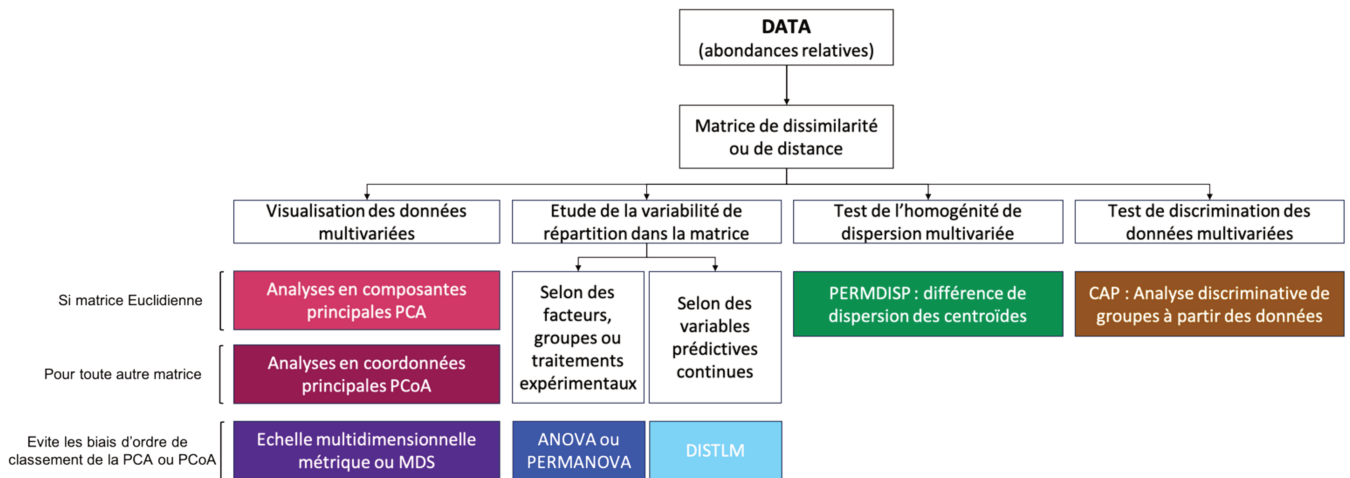 DATA
(abondances relatives)
Matrice de dissimilarité
ou de distance
Visualisation des données
multivariées
Etude de la variabilité de
répartition dans la matrice
Test de l’homogénité de
dispersion multivariée
Test de discrimination des
données multivariées
Si matrice Euclidienne
Analyses en composantes
principales PCA
Selon des
facteurs,
groupes ou
traitements
expérimentaux
Selon des
variables
prédictives
continues
PERMDISP : différence de
dispersion des centroïdes
CAP : Analyse discriminative de
groupes à partir des données
Pour toute autre matrice
Analyses en coordonnées
principales PCoA
Evite les biais d’ordre de
classement de la PCA ou PCoA
Echelle multidimensionnelle
métrique ou MDS
ANOVA ou
PERMANOVA
DISTLM